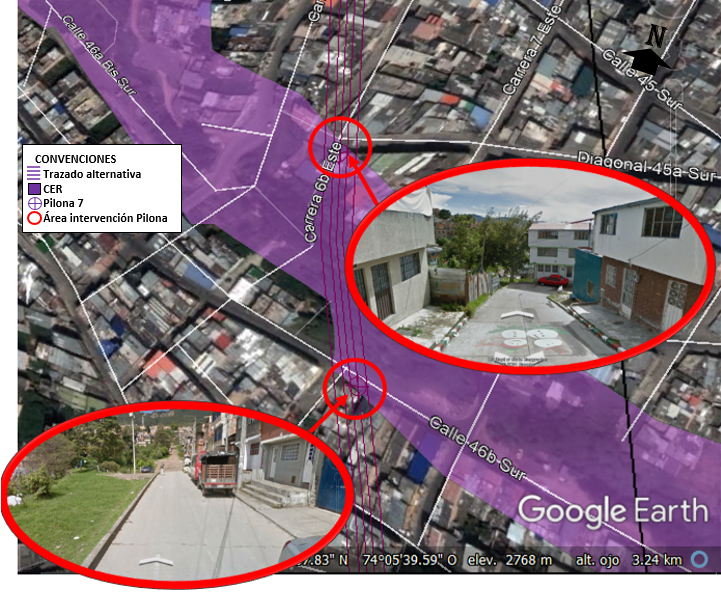 Calle 46a Bis Sur
Carrera 7 Este
N
Calle 45 Sur
Diagonal 45a Sur
CONVENCIONES
Trazado alternativa
CER
Pilona 7
Área intervención Pilona
Carrera 6b Este
Calle 46b Sur
Google Earth
7.83" N 74°05'39.59" O elev. 2768 m alt. ojo 3.24 km